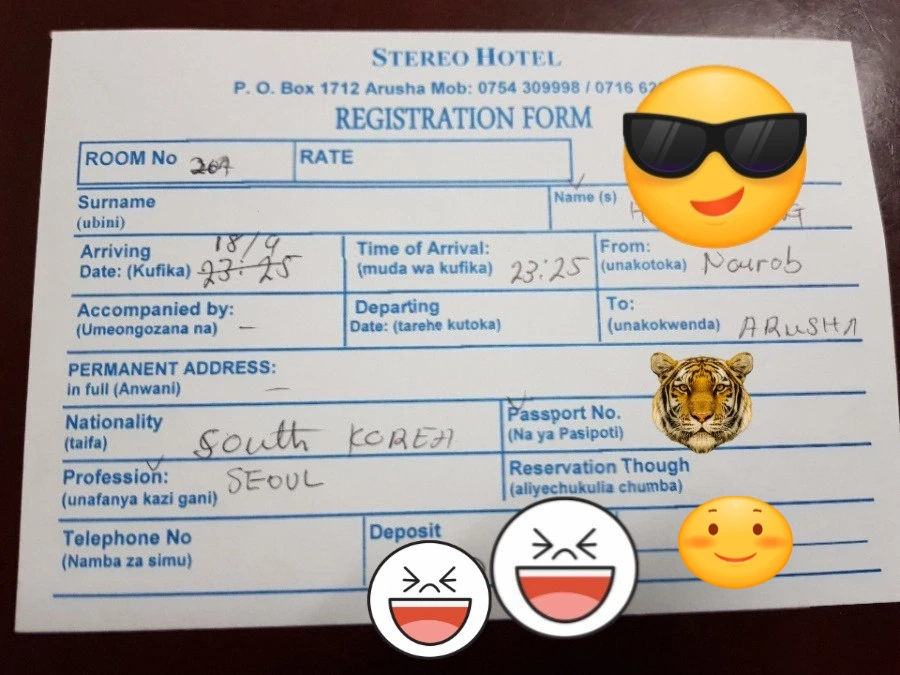 STEREO HOTEL
P. O. Box 1712 Arusha Mob: 0754 309998 / 0716 62
REGISTRATION FORM
ROOM No 204 RATE
Surname Name (s)
(ubini)
18/9
Arriving Time of Arrival: From:
Date: (Kufika) 23:25 (muda wa kufika) 23:25 (unakotoka) Nourob
Accompanied by: Departing To:
(Umeongozana na) – Date: (tarehe kutoka) (unakokwenda) ARUSHA
PERMANENT ADDRESS:
in full (Anwani) –
Nationality Passport No.
(taifa) South KOREA (Na ya Pasipoti)
Profession: SEOUL Reservation Though
(unafanya kazi gani) (aliyechukulia chumba)
Telephone No Deposit
(Namba za simu)